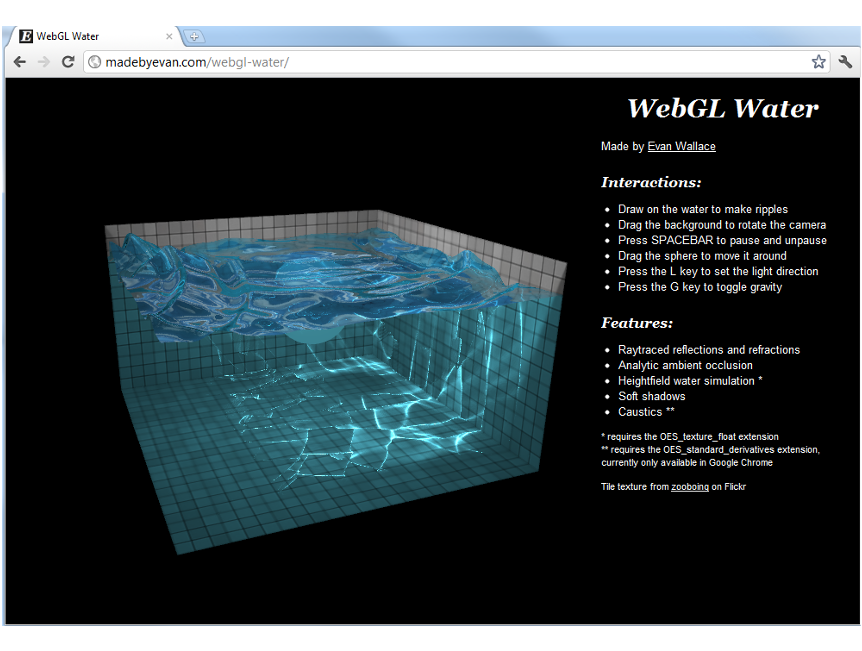 WebGL Water
madebyevan.com/webgl-water/
WebGL Water
Made by Evan Wallace
Interactions:
• Draw on the water to make ripples
• Drag the background to rotate the camera
• Press SPACEBAR to pause and unpause
• Drag the sphere to move it around
• Press the L key to set the light direction
• Press the G key to toggle gravity
Features:
• Raytraced reflections and refractions
• Analytic ambient occlusion
• Heightfield water simulation *
• Soft shadows
• Caustics **
* requires the OES_texture_float extension
** requires the OES_standard_derivatives extension,
currently only available in Google Chrome
Tile texture from zooboing on Flickr